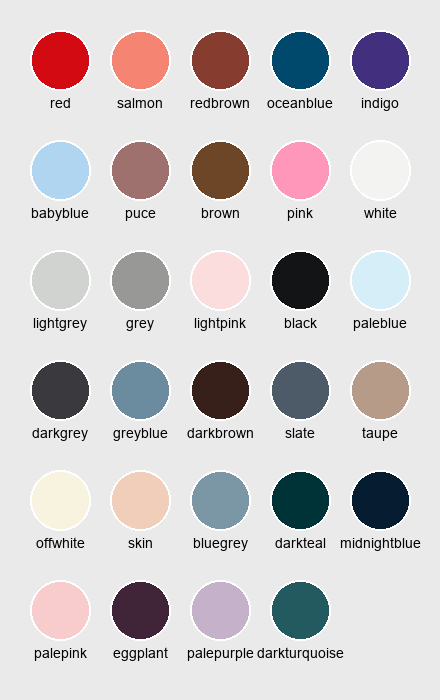 red salmon redbrown oceanblue indigo
babyblue puce brown pink white
lightgrey grey lightpink black paleblue
darkgrey greyblue darkbrown slate taupe
offwhite skin bluegrey darkteal midnightblue
palepink eggplant palepurple darkturquoise